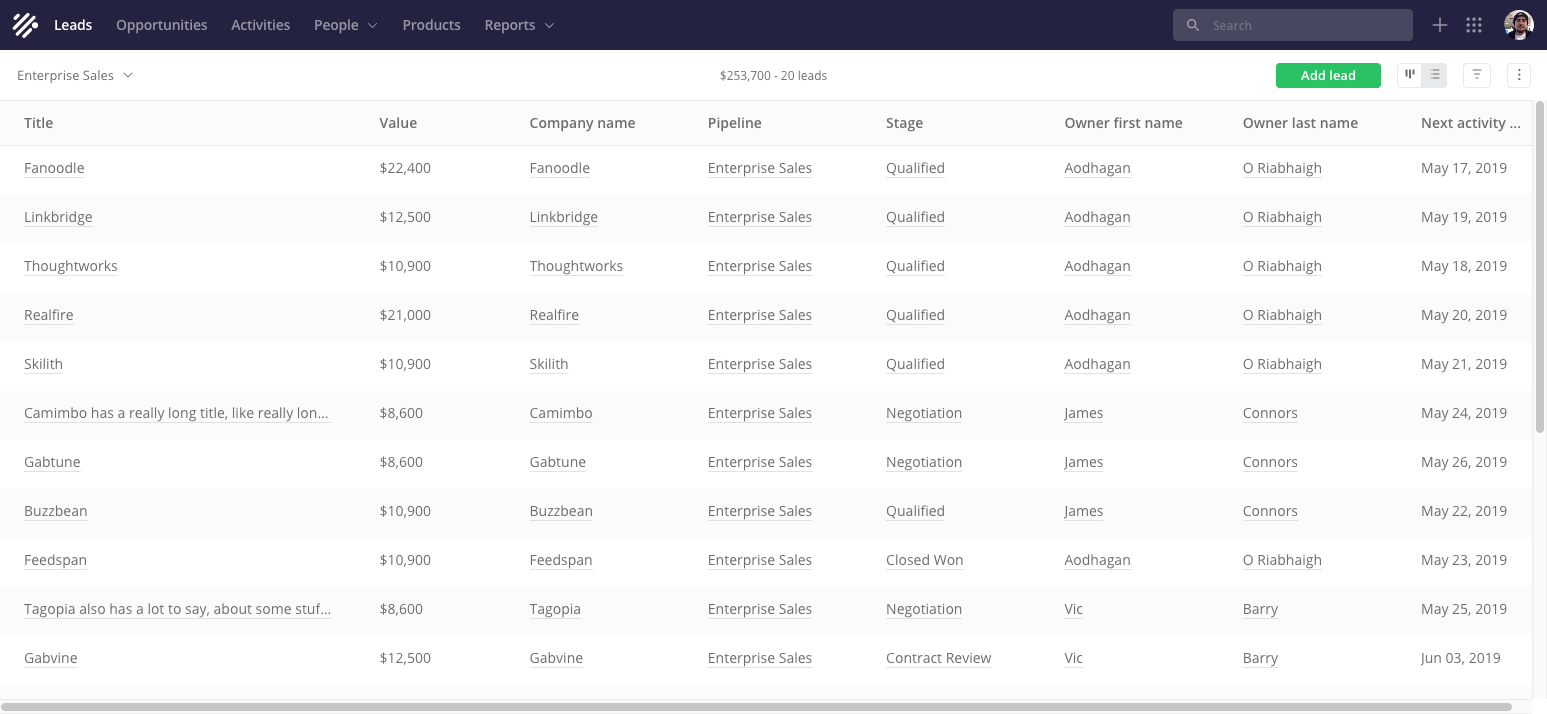 Leads Opportunities Activities People Products Reports Search
Enterprise Sales $253,700 - 20 leads Add lead
Title Value Company name Pipeline Stage Owner first name Owner last name Next activity ...
Fanoodle $22,400 Fanoodle Enterprise Sales Qualified Aodhagan O Riabhaigh May 17, 2019
Linkbridge $12,500 Linkbridge Enterprise Sales Qualified Aodhagan O Riabhaigh May 19, 2019
Thoughtworks $10,900 Thoughtworks Enterprise Sales Qualified Aodhagan O Riabhaigh May 18, 2019
Realfire $21,000 Realfire Enterprise Sales Qualified Aodhagan O Riabhaigh May 20, 2019
Skilith $10,900 Skilith Enterprise Sales Qualified Aodhagan O Riabhaigh May 21, 2019
Camimbo has a really long title, like really lon... $8,600 Camimbo Enterprise Sales Negotiation James Connors May 24, 2019
Gabtune $8,600 Gabtune Enterprise Sales Negotiation James Connors May 26, 2019
Buzzbean $10,900 Buzzbean Enterprise Sales Qualified James Connors May 22, 2019
Feedspan $10,900 Feedspan Enterprise Sales Closed Won Aodhagan O Riabhaigh May 23, 2019
Tagopia also has a lot to say, about some stuf... $8,600 Tagopia Enterprise Sales Negotiation Vic Barry May 25, 2019
Gabvine $12,500 Gabvine Enterprise Sales Contract Review Vic Barry Jun 03, 2019